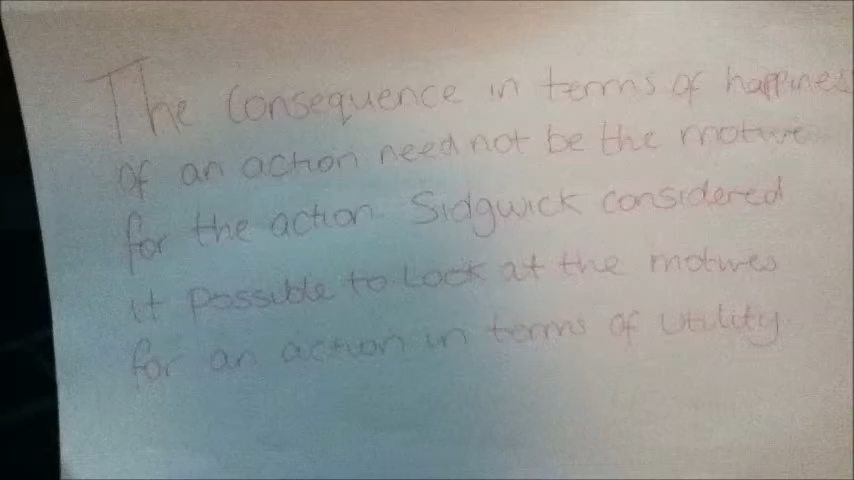 The Consequence in terms of happiness
of an action need not be the motive
for the action. Sidgwick considered
it possible to Look at the motives
for an action in terms of utility